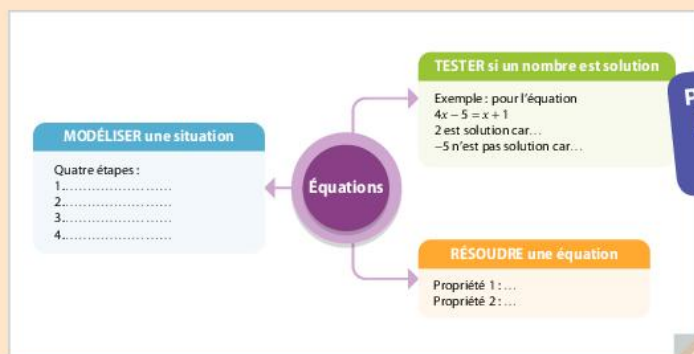 TESTER si un nombre est solution
Exemple : pour l'équation
4x − 5 = x + 1
2 est solution car…
−5 n'est pas solution car…
MODÉLISER une situation
Quatre étapes :
1........................
2........................
3........................
4........................
Équations
RÉSOUDRE une équation
Propriété 1 : …
Propriété 2 : …
P